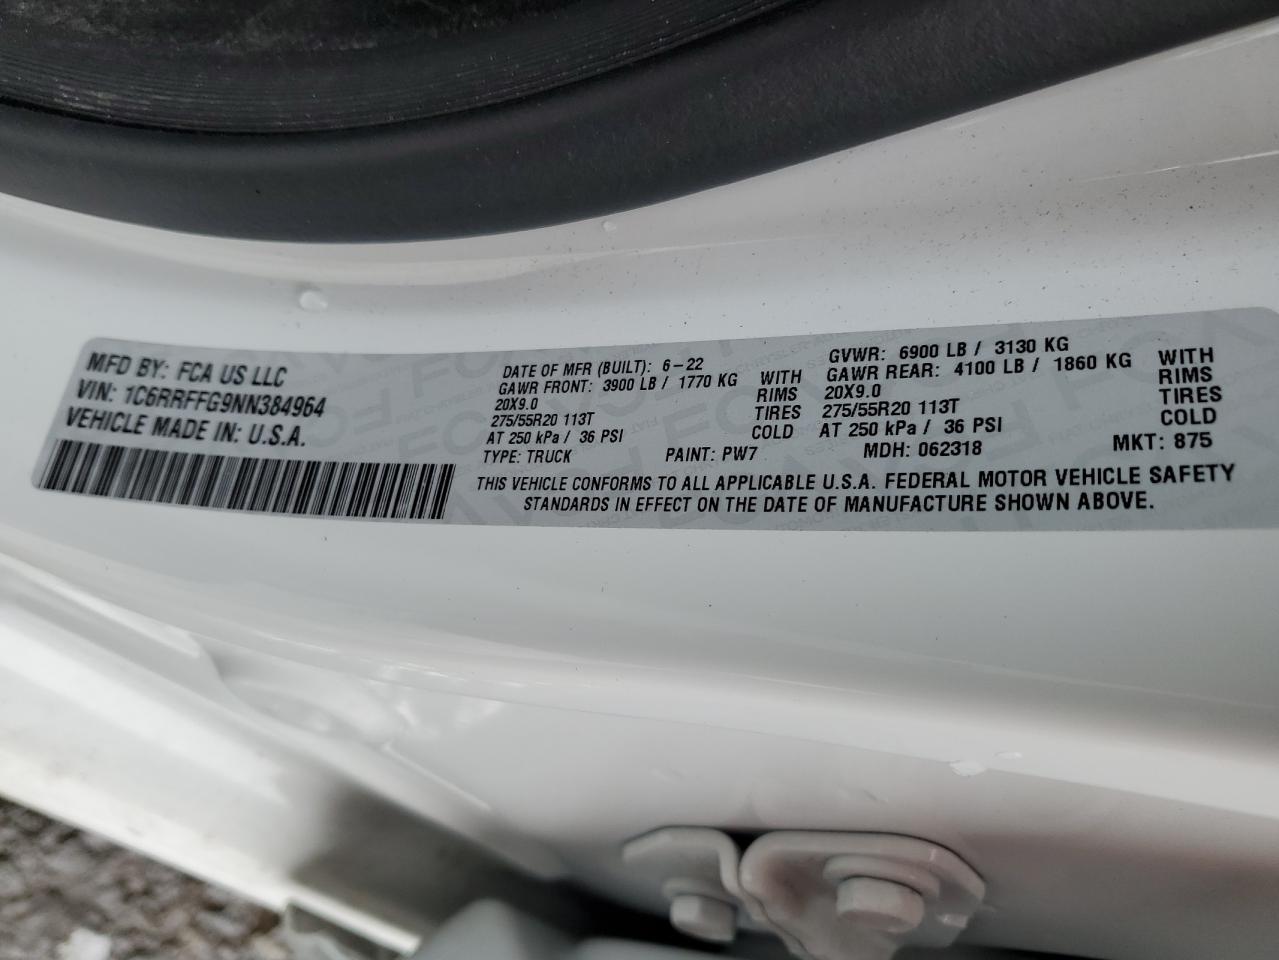 MFD BY: FCA US LLC
VIN: 1C6RRFFG9NN384964
VEHICLE MADE IN: U.S.A.
DATE OF MFR (BUILT): 6-22
GAWR FRONT: 3900 LB / 1770 KG WITH
20X9.0 RIMS
275/55R20 113T TIRES
AT 250 kPa / 36 PSI COLD
GVWR: 6900 LB / 3130 KG
GAWR REAR: 4100 LB / 1860 KG WITH
20X9.0 RIMS
275/55R20 113T TIRES
AT 250 kPa / 36 PSI COLD
TYPE: TRUCK PAINT: PW7 MDH: 062318 MKT: 875
THIS VEHICLE CONFORMS TO ALL APPLICABLE U.S.A. FEDERAL MOTOR VEHICLE SAFETY
STANDARDS IN EFFECT ON THE DATE OF MANUFACTURE SHOWN ABOVE.